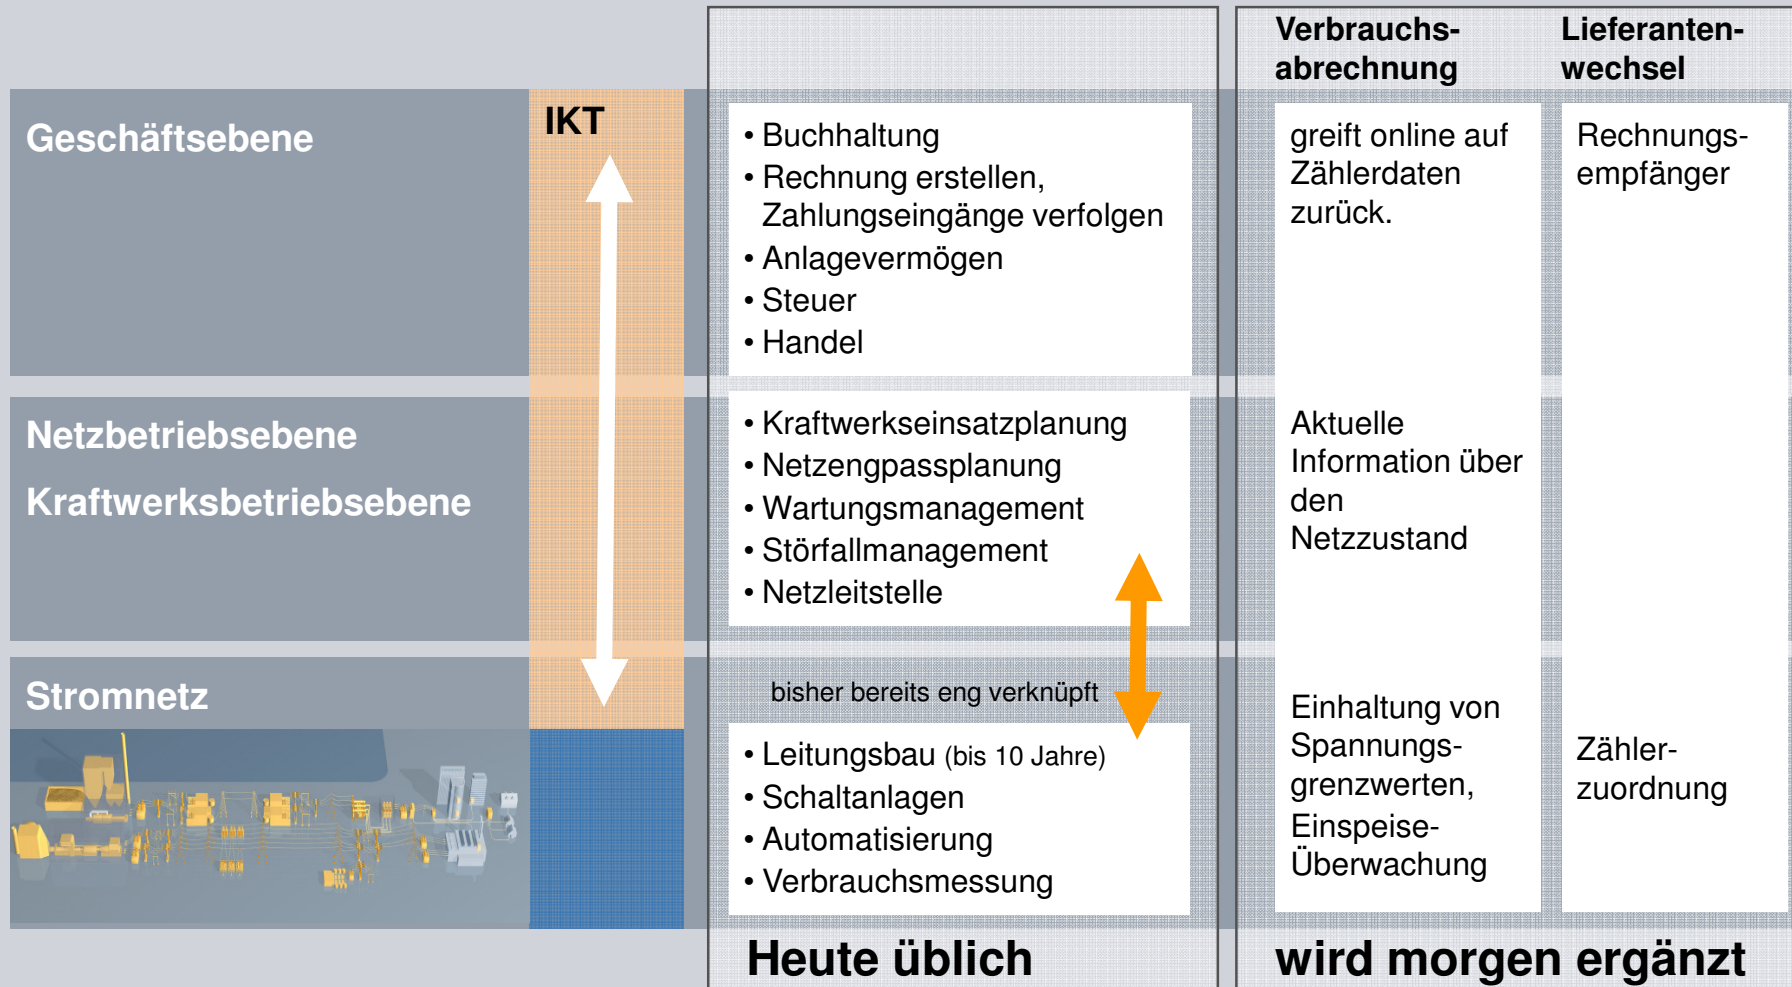 Verbrauchs-
abrechnung
Lieferanten-
wechsel
Geschäftsebene
IKT
• Buchhaltung
• Rechnung erstellen,
Zahlungseingänge verfolgen
• Anlagevermögen
• Steuer
• Handel
greift online auf
Zählerdaten
zurück.
Rechnungs-
empfänger
Netzbetriebsebene
Kraftwerksbetriebsebene
• Kraftwerkseinsatzplanung
• Netzengpassplanung
• Wartungsmanagement
• Störfallmanagement
• Netzleitstelle
Aktuelle
Information über
den
Netzzustand
Stromnetz
bisher bereits eng verknüpft
• Leitungsbau (bis 10 Jahre)
• Schaltanlagen
• Automatisierung
• Verbrauchsmessung
Einhaltung von
Spannungs-
grenzwerten,
Einspeise-
Überwachung
Zähler-
zuordnung
Heute üblich
wird morgen ergänzt